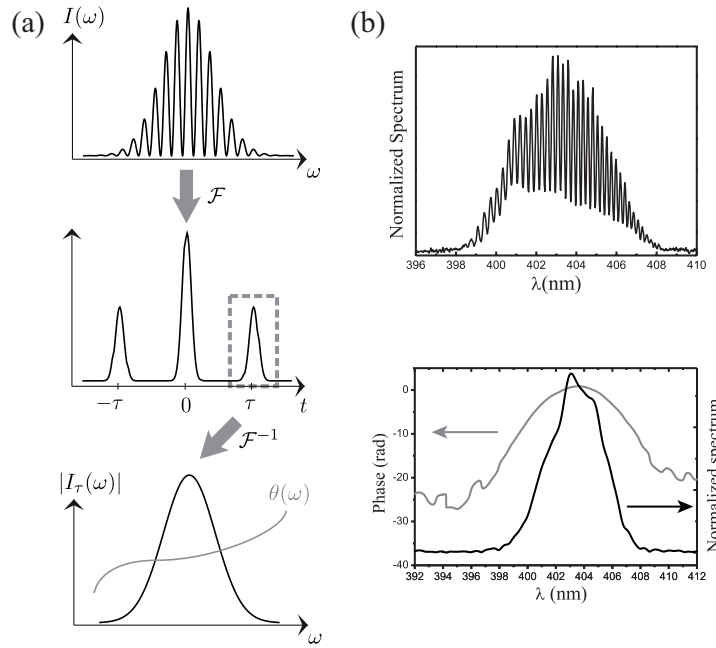 (a)
I(ω)
ω
ℱ
−τ 0 τ t
ℱ⁻¹
|I_τ(ω)|
θ(ω)
ω
(b)
Normalized Spectrum
396 398 400 402 404 406 408 410
λ(nm)
Phase (rad)
0
-10
-20
-30
-40
392 394 396 398 400 402 404 406 408 410 412
λ (nm)
Normalized spectrum